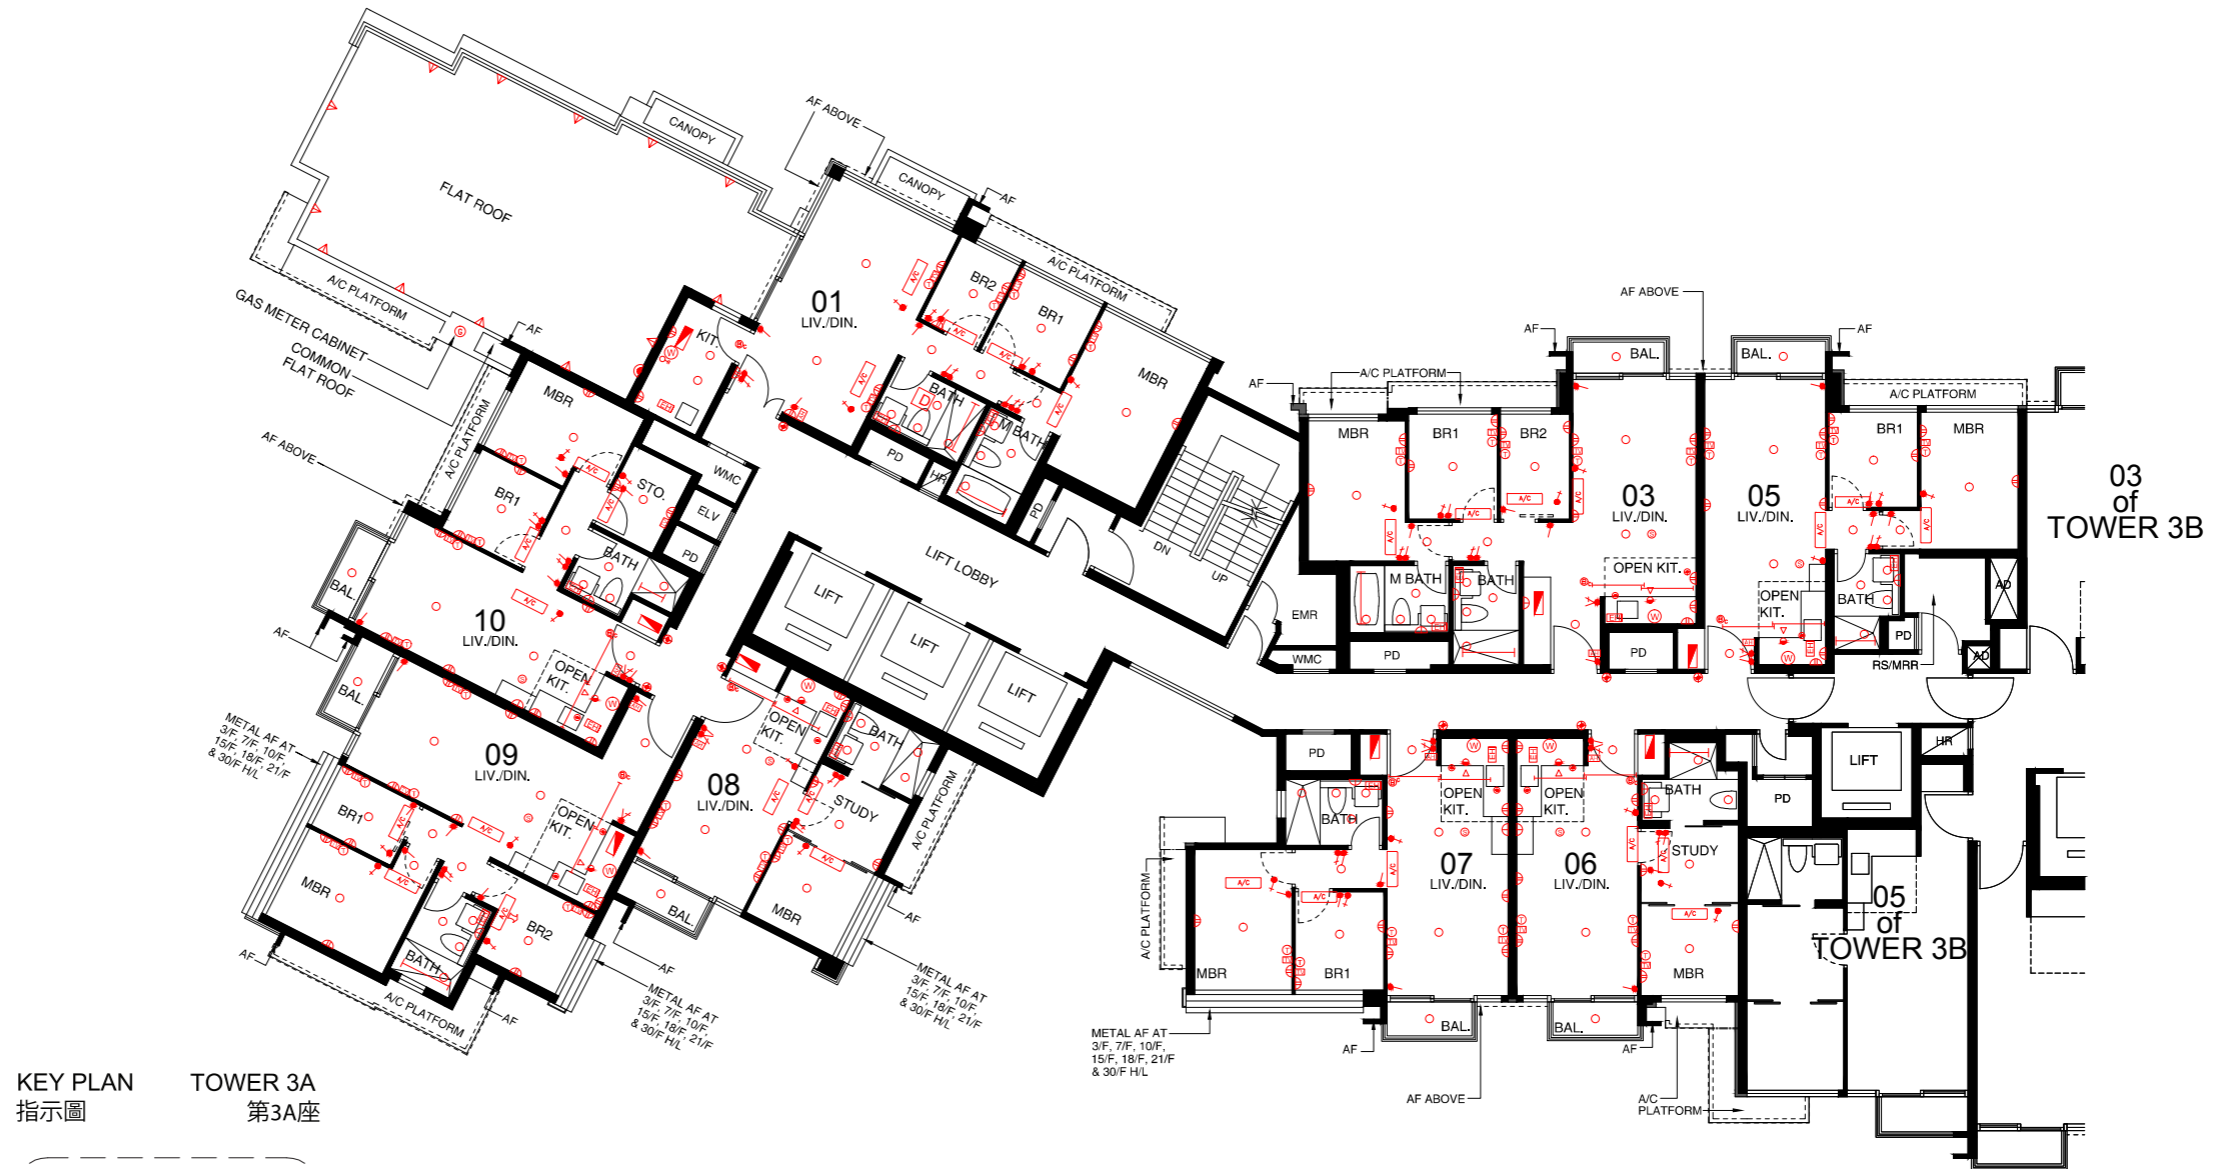 CANOPY
AF ABOVE
CANOPY
AF
FLAT ROOF
A/C PLATFORM
A/C PLATFORM
GAS METER CABINET
COMMON
FLAT ROOF
AF
KIT.
01
LIV./DIN.
BR2
BR1
MBR
BATH
M BATH
PD
HR
PD
W
EH
D
A/C
MBR
A/C PLATFORM
AF ABOVE
BR1
STO.
WMC
ELV
PD
BATH
BAL.
AF
10
LIV./DIN.
OPEN
KIT.
LIFT LOBBY
LIFT
LIFT
LIFT
DN
UP
EMR
WMC
BAL.
METAL AF AT
3/F, 7/F, 10/F,
15/F, 18/F, 21/F
& 30/F H/L
09
LIV./DIN.
OPEN
KIT.
BR1
MBR
BR2
BATH
AF
A/C PLATFORM
AF
AF
METAL AF AT
3/F, 7/F, 10/F,
15/F, 18/F, 21/F
& 30/F H/L
08
LIV./DIN.
OPEN
KIT.
BATH
STUDY
MBR
BAL.
A/C PLATFORM
AF
METAL AF AT
3/F, 7/F, 10/F,
15/F, 18/F, 21/F
& 30/F H/L
AF ABOVE
AF
AF
BAL.
BAL.
AF
A/C PLATFORM
A/C PLATFORM
MBR
BR1
BR2
03
LIV./DIN.
OPEN KIT.
M BATH
BATH
PD
PD
05
LIV./DIN.
OPEN
KIT.
BR1
MBR
BATH
PD
RS/MRR
AD
AD
03
of
TOWER 3B
PD
BATH
A/C PLATFORM
MBR
BR1
OPEN
KIT.
07
LIV./DIN.
BAL.
METAL AF AT
3/F, 7/F, 10/F,
15/F, 18/F, 21/F
& 30/F H/L
AF
AF ABOVE
OPEN
KIT.
06
LIV./DIN.
BATH
STUDY
MBR
BAL.
AF
A/C
PLATFORM
PD
LIFT
HR
05
of
TOWER 3B
KEY PLAN TOWER 3A
指示圖 第3A座